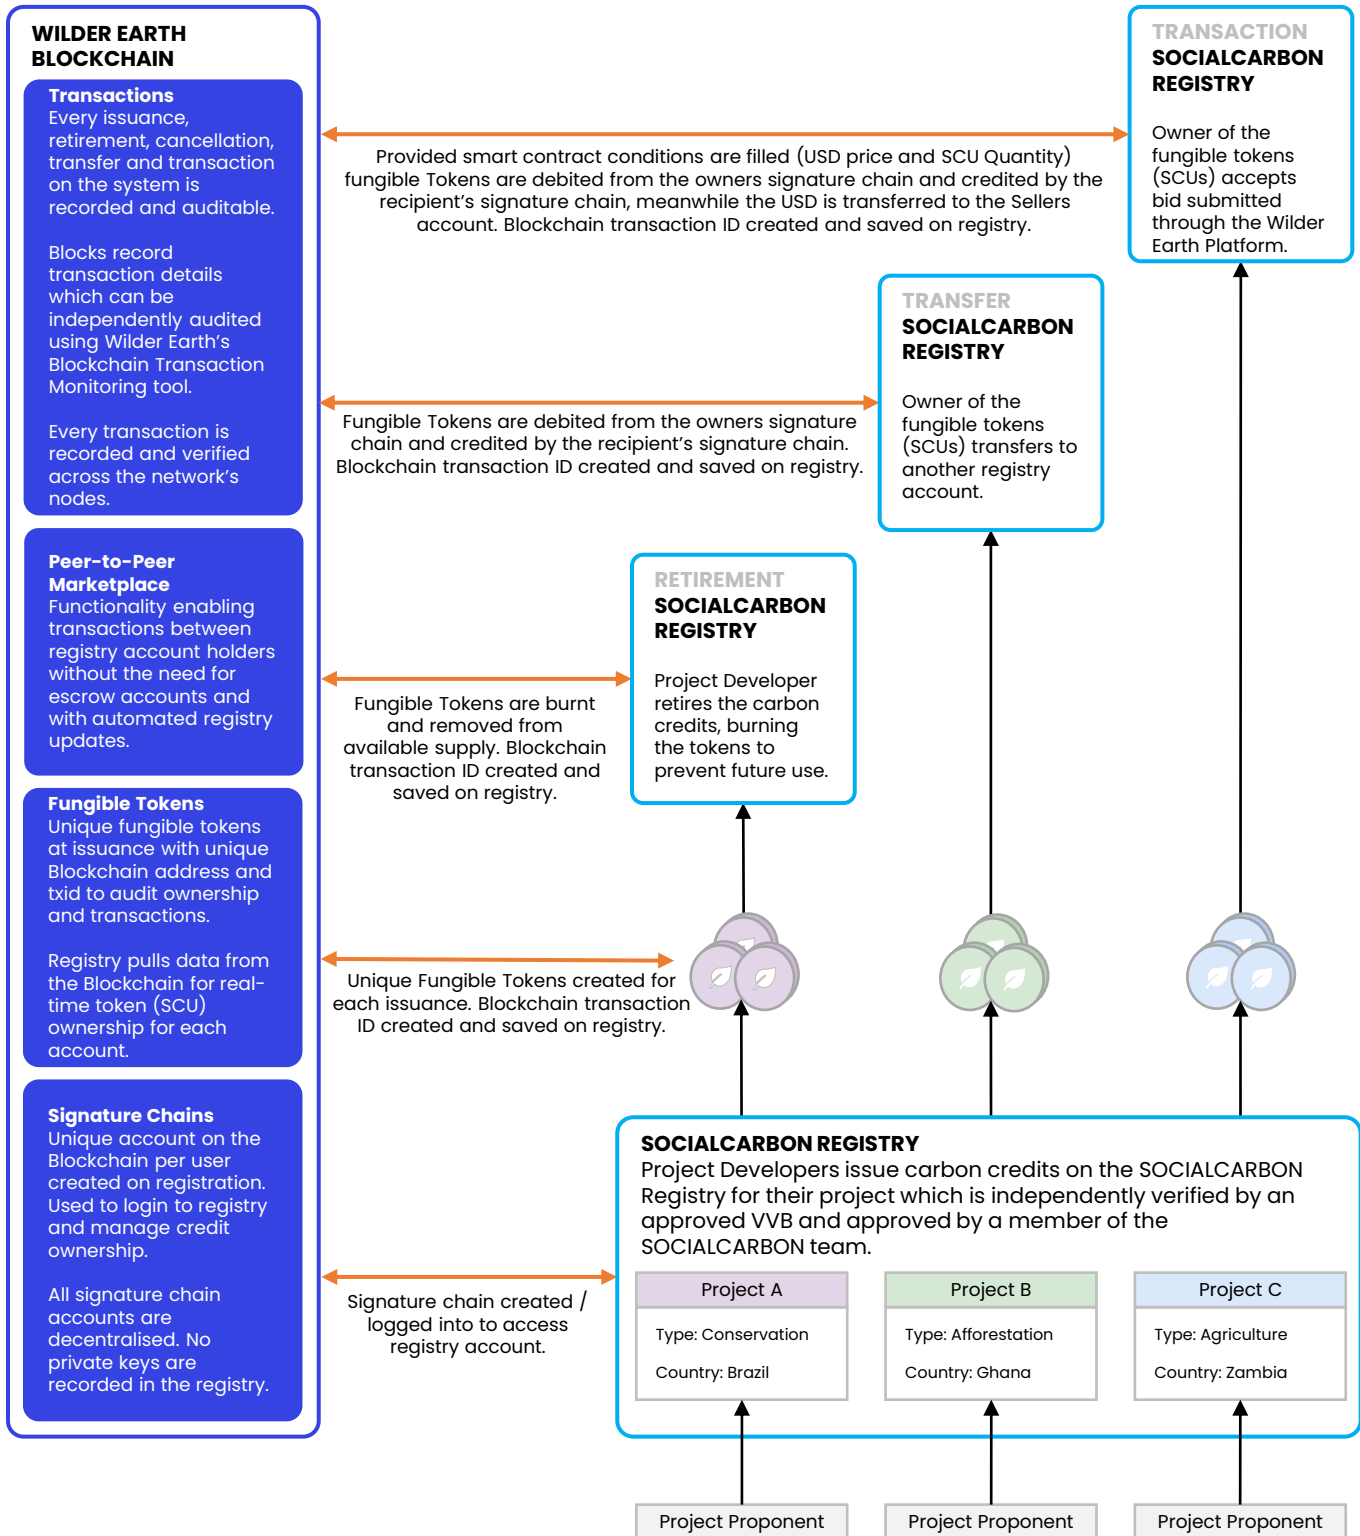 WILDER EARTH
BLOCKCHAIN
Transactions
Every issuance,
retirement, cancellation,
transfer and transaction
on the system is
recorded and auditable.
Blocks record
transaction details
which can be
independently audited
using Wilder Earth's
Blockchain Transaction
Monitoring tool.
Every transaction is
recorded and verified
across the network's
nodes.
Peer-to-Peer
Marketplace
Functionality enabling
transactions between
registry account holders
without the need for
escrow accounts and
with automated registry
updates.
Fungible Tokens
Unique fungible tokens
at issuance with unique
Blockchain address and
txid to audit ownership
and transactions.
Registry pulls data from
the Blockchain for real-
time token (SCU)
ownership for each
account.
Signature Chains
Unique account on the
Blockchain per user
created on registration.
Used to login to registry
and manage credit
ownership.
All signature chain
accounts are
decentralised. No
private keys are
recorded in the registry.
Provided smart contract conditions are filled (USD price and SCU Quantity)
fungible Tokens are debited from the owners signature chain and credited by the
recipient's signature chain, meanwhile the USD is transferred to the Sellers
account. Blockchain transaction ID created and saved on registry.
TRANSACTION
SOCIALCARBON
REGISTRY
Owner of the
fungible tokens
(SCUs) accepts
bid submitted
through the Wilder
Earth Platform.
Fungible Tokens are debited from the owners signature
chain and credited by the recipient's signature chain.
Blockchain transaction ID created and saved on registry.
TRANSFER
SOCIALCARBON
REGISTRY
Owner of the
fungible tokens
(SCUs) transfers to
another registry
account.
Fungible Tokens are burnt
and removed from
available supply. Blockchain
transaction ID created and
saved on registry.
RETIREMENT
SOCIALCARBON
REGISTRY
Project Developer
retires the carbon
credits, burning
the tokens to
prevent future use.
Unique Fungible Tokens created for
each issuance. Blockchain transaction
ID created and saved on registry.
Signature chain created /
logged into to access
registry account.
SOCIALCARBON REGISTRY
Project Developers issue carbon credits on the SOCIALCARBON
Registry for their project which is independently verified by an
approved VVB and approved by a member of the
SOCIALCARBON team.
Project A
Type: Conservation
Country: Brazil
Project B
Type: Afforestation
Country: Ghana
Project C
Type: Agriculture
Country: Zambia
Project Proponent
Project Proponent
Project Proponent